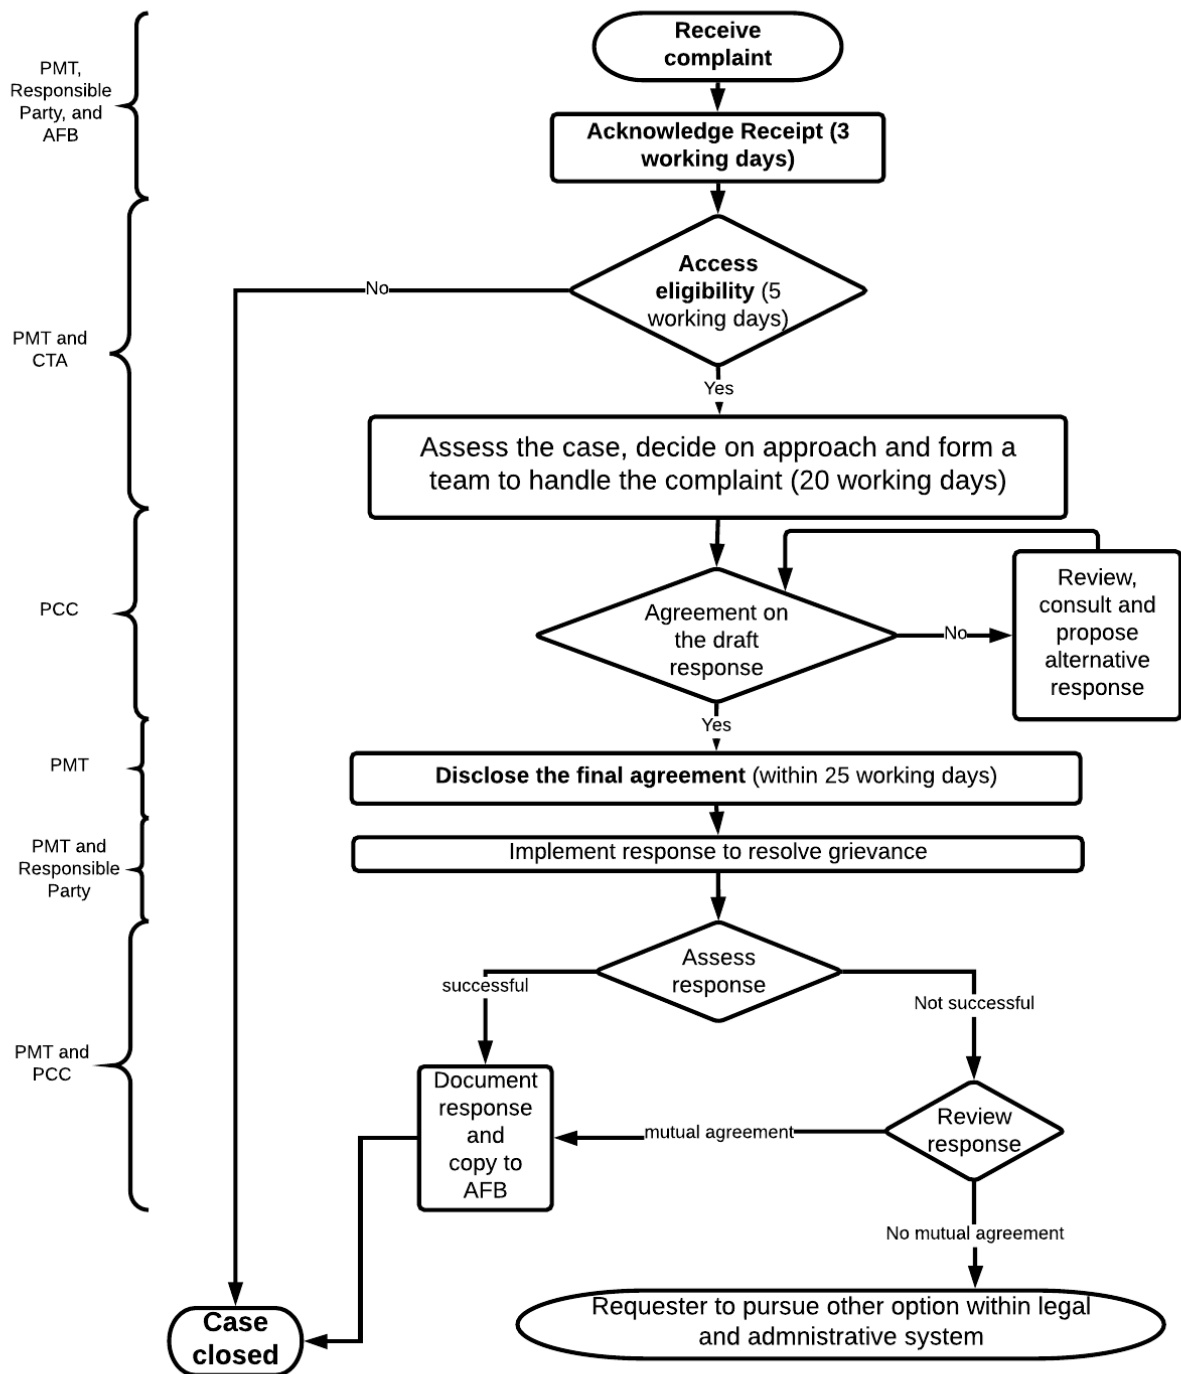 Receive
complaint
PMT,
Responsible
Party, and
AFB
Acknowledge Receipt (3
working days)
Access
eligibility (5
working days)
No
PMT and
CTA
Yes
Assess the case, decide on approach and form a
team to handle the complaint (20 working days)
PCC
Agreement on
the draft
response
No
Review,
consult and
propose
alternative
response
Yes
PMT
Disclose the final agreement (within 25 working days)
PMT and
Responsible
Party
Implement response to resolve grievance
Assess
response
successful
Not successful
PMT and
PCC
Document
response
and
copy to
AFB
mutual agreement
Review
response
No mutual agreement
Case
closed
Requester to pursue other option within legal
and admnistrative system